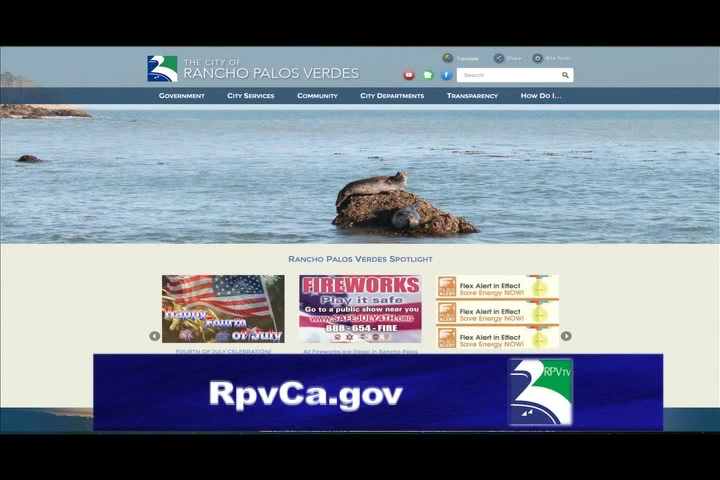 THE CITY OF
RANCHO PALOS VERDES
Translate
Share
Site Tools
Search
GOVERNMENT
CITY SERVICES
COMMUNITY
CITY DEPARTMENTS
TRANSPARENCY
HOW DO I...
RANCHO PALOS VERDES SPOTLIGHT
Happy
Fourth
of July
FIREWORKS
Play it safe
Go to a public show near you
www.SAFEJULY4TH.ORG
888 - 654 - FIRE
ALERT
Flex Alert in Effect
Save Energy NOW!
ALERT
Flex Alert in Effect
Save Energy NOW!
ALERT
Flex Alert in Effect
Save Energy NOW!
FOURTH OF JULY CELEBRATION!
All Fireworks are Illegal in Rancho Palos
RpvCa.gov
RPVTV